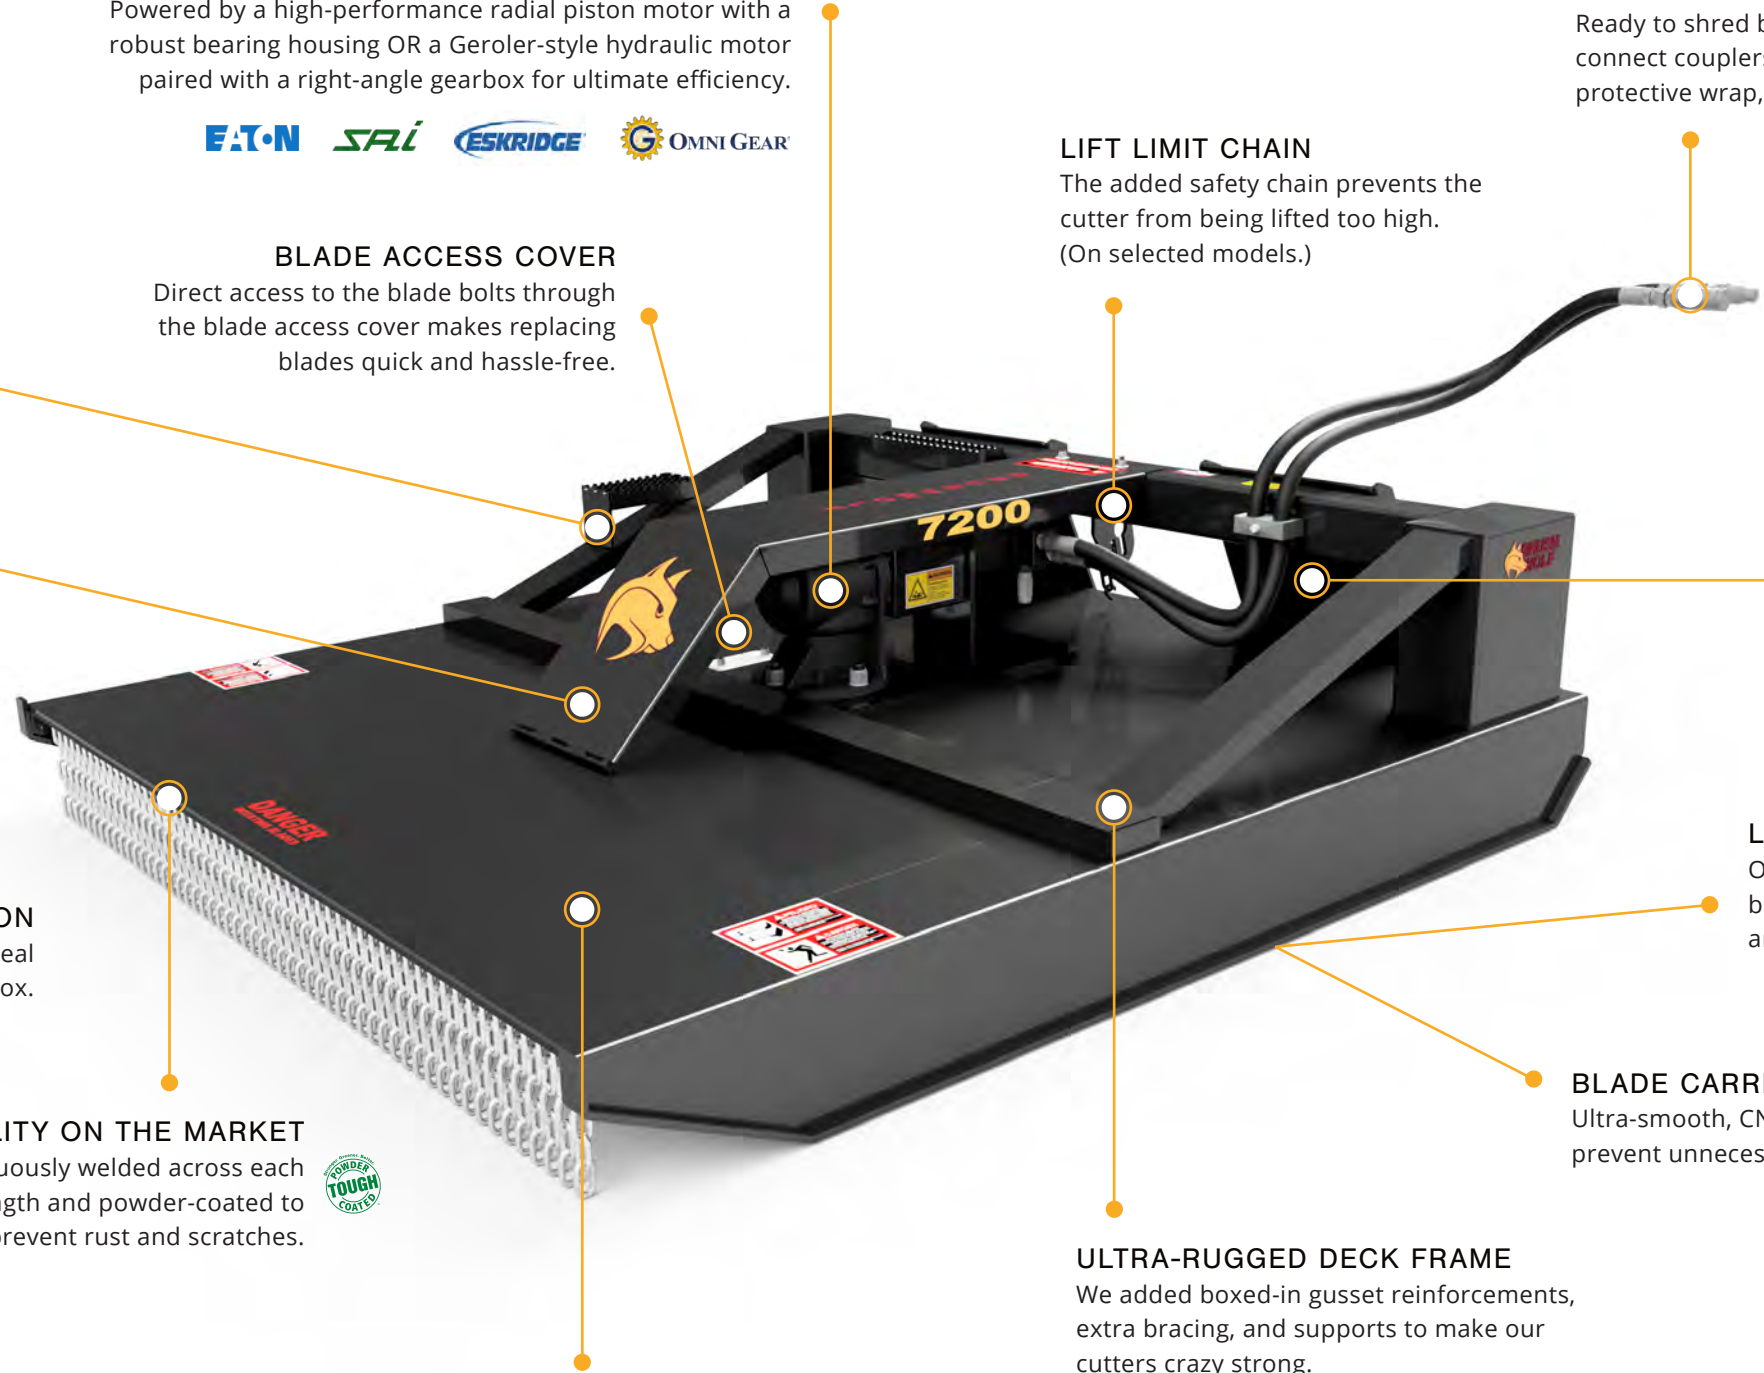 Powered by a high-performance radial piston motor with a
robust bearing housing OR a Geroler-style hydraulic motor
paired with a right-angle gearbox for ultimate efficiency.
EATON SAi ESKRIDGE OMNI GEAR
Ready to shred b
connect couplers
protective wrap,
LIFT LIMIT CHAIN
The added safety chain prevents the
cutter from being lifted too high.
(On selected models.)
BLADE ACCESS COVER
Direct access to the blade bolts through
the blade access cover makes replacing
blades quick and hassle-free.
7200
DANGER
ON
eal
ox.
L
O
b
a
BLADE CARR
Ultra-smooth, CN
prevent unneces
LITY ON THE MARKET
uously welded across each
gth and powder-coated to
prevent rust and scratches.
POWDER
TOUGH
COATED
ULTRA-RUGGED DECK FRAME
We added boxed-in gusset reinforcements,
extra bracing, and supports to make our
cutters crazy strong.